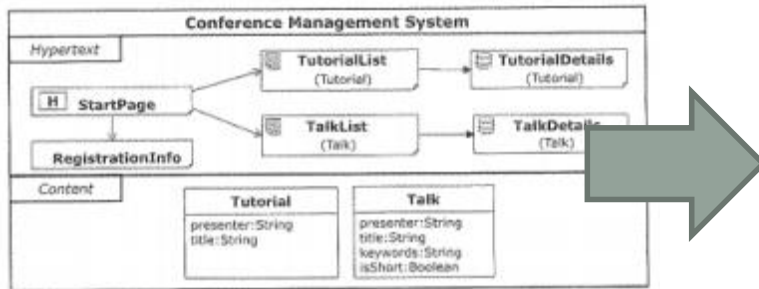 Conference Management System
Hypertext
TutorialList
(Tutorial)
TutorialDetails
(Tutorial)
H StartPage
TalkList
(Talk)
TalkDetails
(Talk)
RegistrationInfo
Content
Tutorial
presenter:String
title:String
Talk
presenter:String
title:String
keywords:String
isShort:Boolean